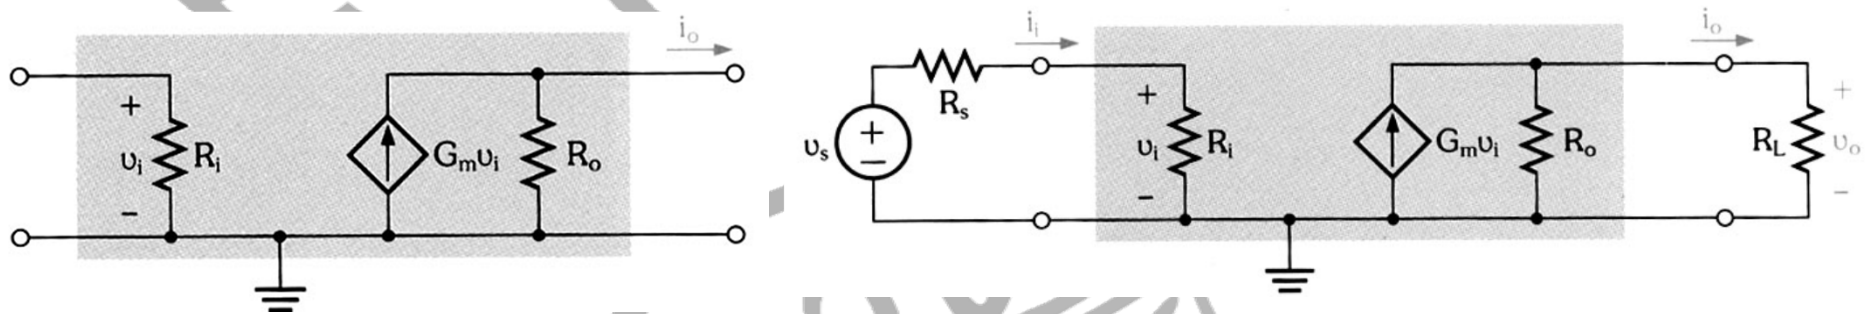 i_o
+
υ_i
−
R_i
G_mυ_i
R_o
υ_s
+
−
R_s
i_i
+
υ_i
−
R_i
G_mυ_i
R_o
i_o
R_L
+
υ_o
−